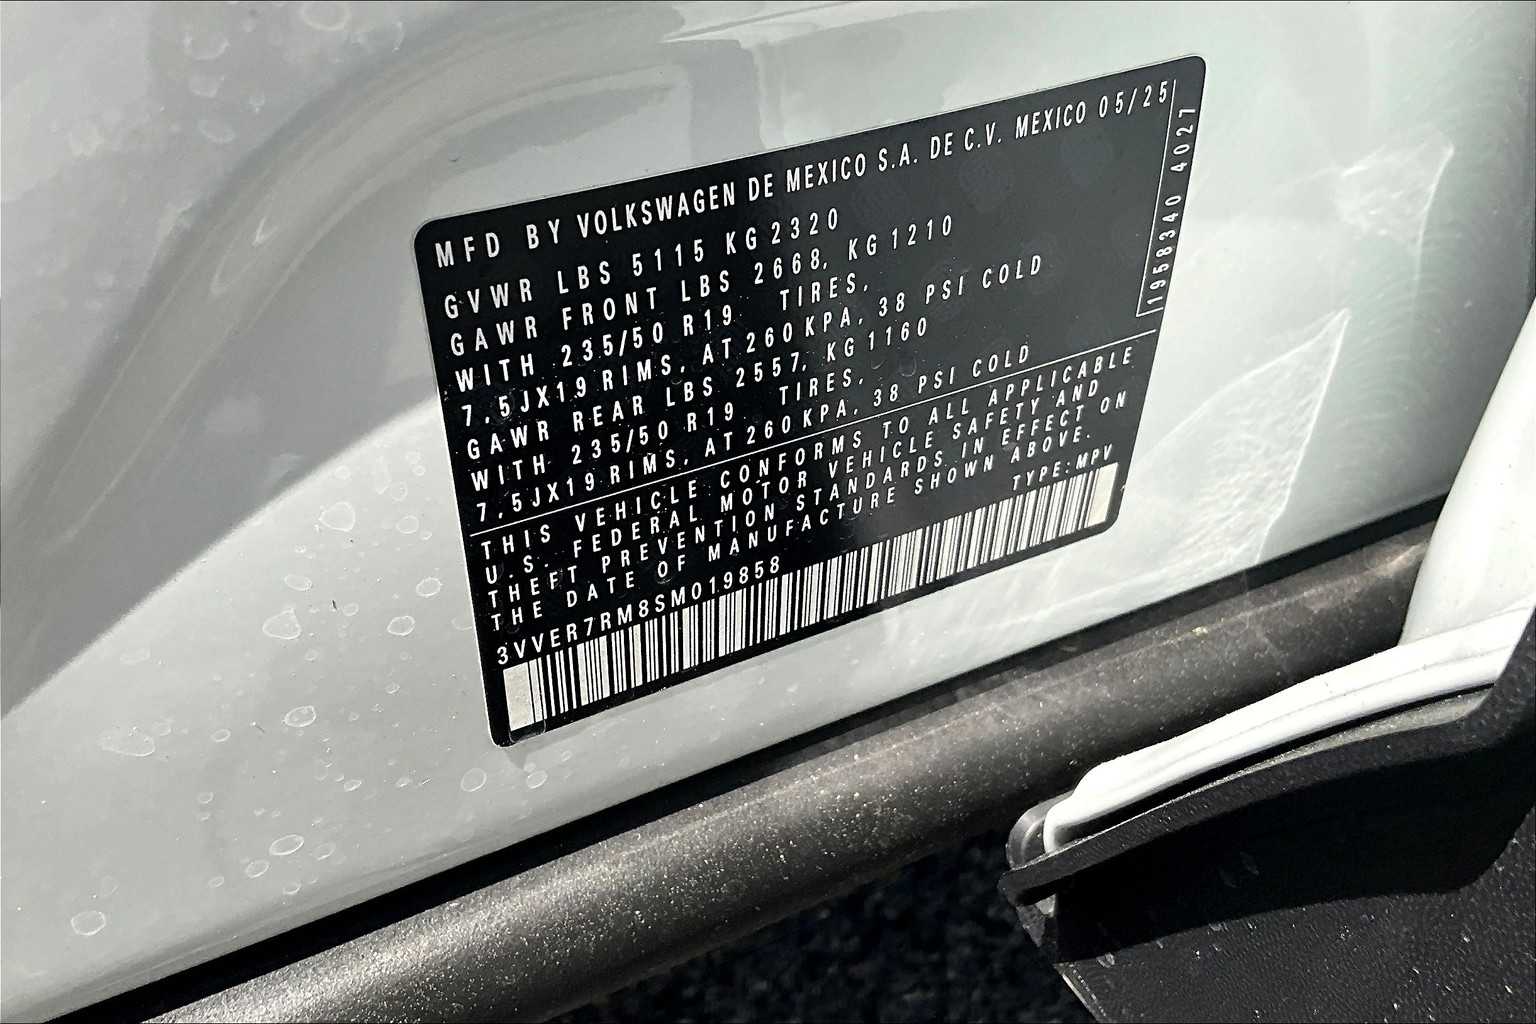 MFD BY VOLKSWAGEN DE MEXICO S.A. DE C.V. MEXICO 05/25
GVWR LBS 5115 KG 2320
GAWR FRONT LBS 2668, KG 1210
WITH 235/50 R19 TIRES,
7.5JX19 RIMS, AT 260 KPA, 38 PSI COLD
GAWR REAR LBS 2557, KG 1160
WITH 235/50 R19 TIRES,
7.5JX19 RIMS, AT 260 KPA, 38 PSI COLD
THIS VEHICLE CONFORMS TO ALL APPLICABLE
U.S. FEDERAL MOTOR VEHICLE SAFETY AND
THEFT PREVENTION STANDARDS IN EFFECT ON
THE DATE OF MANUFACTURE SHOWN ABOVE.
3VVER7RM8SM019858 TYPE:MPV
1958340 4027